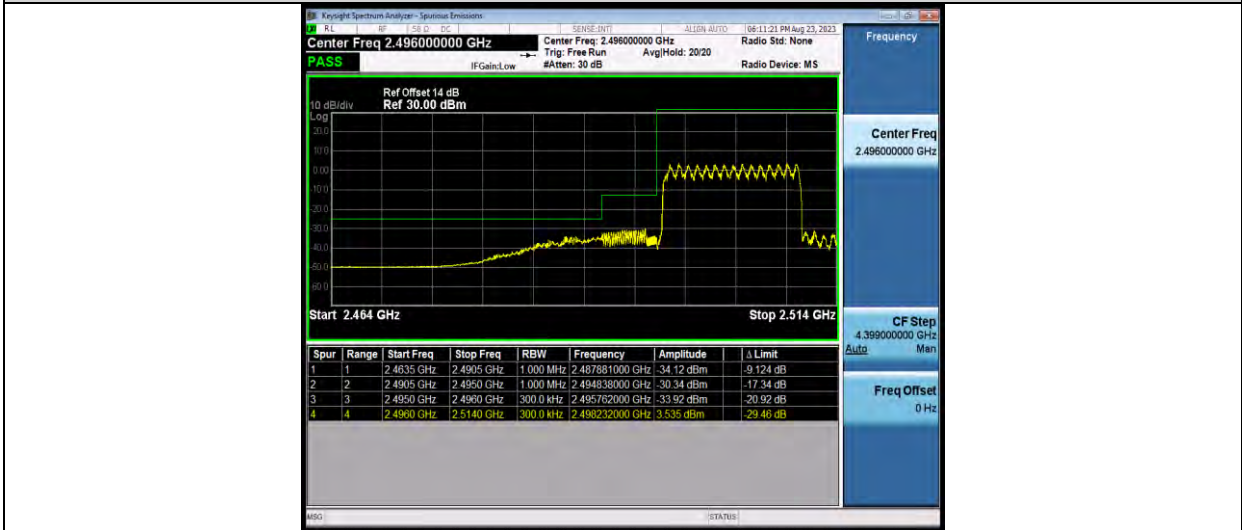 Keysight Spectrum Analyzer - Spurious Emissions
RL RF 50 Ω DC SENSE:INT ALIGN AUTO 06:11:21 PM Aug 23, 2023
Center Freq 2.496000000 GHz Center Freq: 2.496000000 GHz Radio Std: None Frequency
PASS Trig: Free Run Avg|Hold: 20/20
IFGain:Low #Atten: 30 dB Radio Device: MS
Ref Offset 14 dB
10 dB/div Ref 30.00 dBm
Log
20.0
10.0
0.00
-10.0
-20.0
-30.0
-40.0
-50.0
-60.0
Start 2.464 GHz Stop 2.514 GHz
Center Freq
2.496000000 GHz
CF Step
4.399000000 GHz
Auto Man
Freq Offset
0 Hz
Spur Range Start Freq Stop Freq RBW Frequency Amplitude Δ Limit
1 1 2.4635 GHz 2.4905 GHz 1.000 MHz 2.487881000 GHz -34.12 dBm -9.124 dB
2 2 2.4905 GHz 2.4950 GHz 1.000 MHz 2.494838000 GHz -30.34 dBm -17.34 dB
3 3 2.4950 GHz 2.4960 GHz 300.0 kHz 2.495762000 GHz -33.92 dBm -20.92 dB
4 4 2.4960 GHz 2.5140 GHz 300.0 kHz 2.498232000 GHz 3.535 dBm -29.46 dB
MSG STATUS